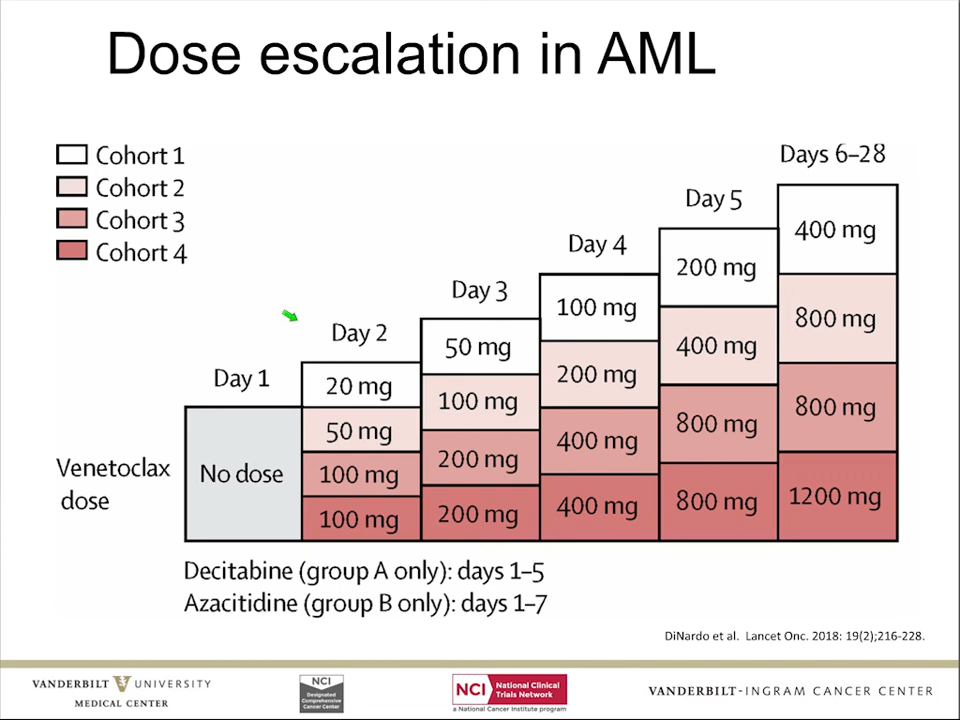 Dose escalation in AML
Cohort 1
Cohort 2
Cohort 3
Cohort 4
Day 1
Day 2
Day 3
Day 4
Day 5
Days 6–28
Venetoclax
dose
No dose
20 mg
50 mg
100 mg
100 mg
50 mg
100 mg
200 mg
200 mg
100 mg
200 mg
400 mg
400 mg
200 mg
400 mg
800 mg
800 mg
400 mg
800 mg
800 mg
1200 mg
Decitabine (group A only): days 1–5
Azacitidine (group B only): days 1–7
DiNardo et al. Lancet Onc. 2018: 19(2);216-228.
VANDERBILT UNIVERSITY
MEDICAL CENTER
NCI
Designated
Comprehensive
Cancer Center
NCI National Clinical
Trials Network
a National Cancer Institute program
VANDERBILT-INGRAM CANCER CENTER